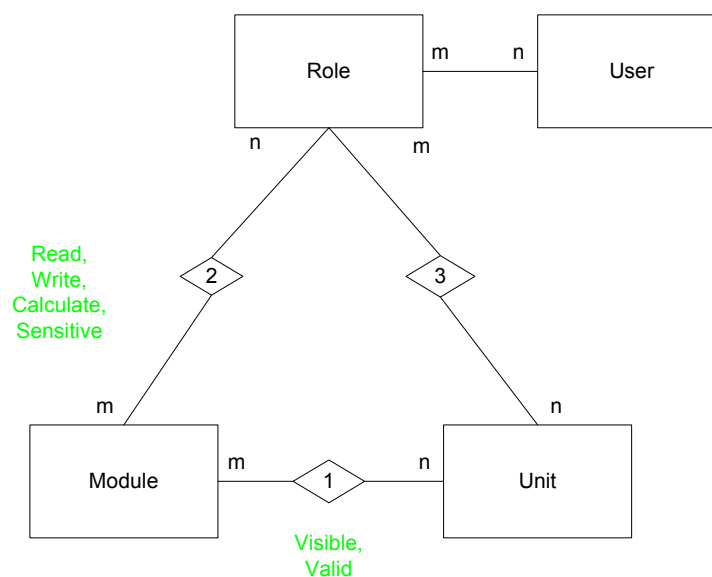 Role
m
n
User
n
m
Read,
Write,
Calculate,
Sensitive
2
3
m
n
Module
m
1
n
Unit
Visible,
Valid